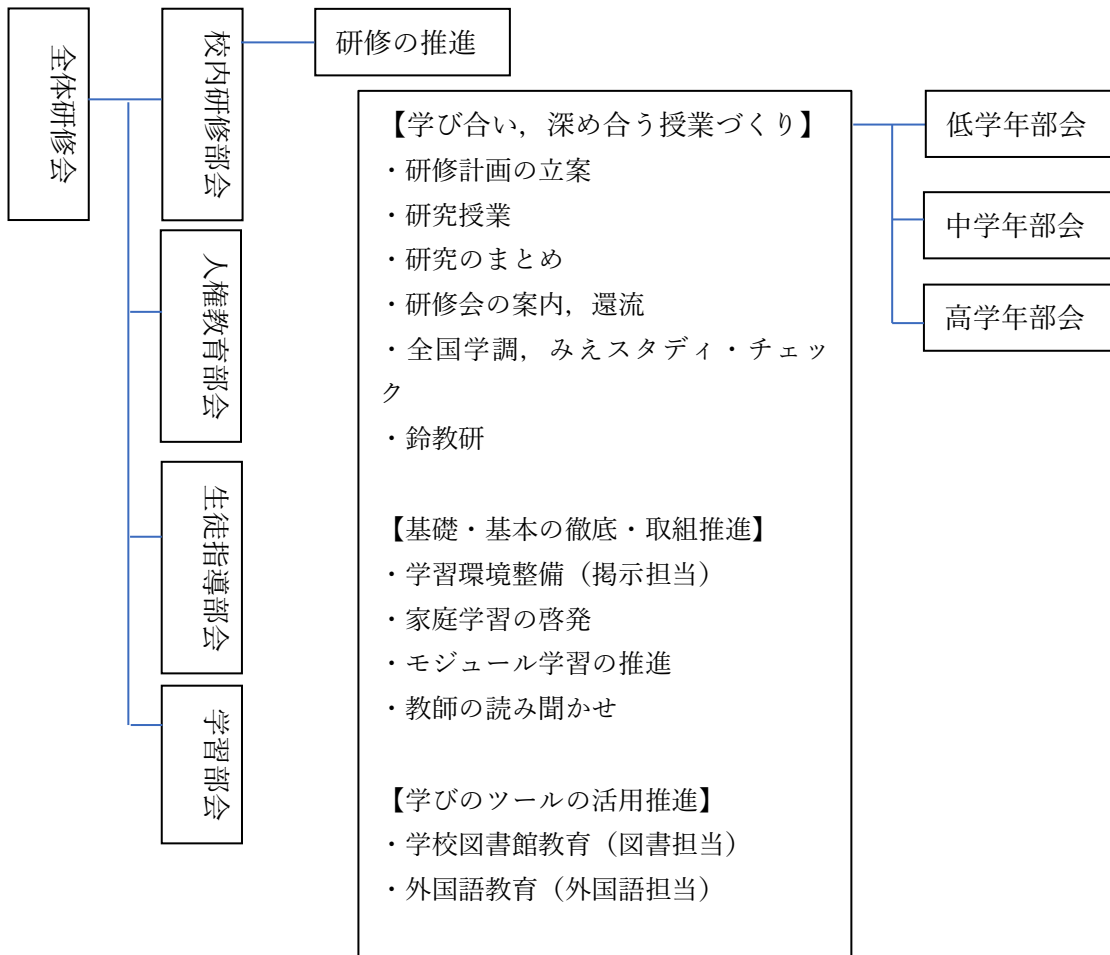 全体研修会
校内研修部会
人権教育部会
生徒指導部会
学習部会
研修の推進
【学び合い，深め合う授業づくり】
・研修計画の立案
・研究授業
・研究のまとめ
・研修会の案内，還流
・全国学調，みえスタディ・チェッ
ク
・鈴教研
【基礎・基本の徹底・取組推進】
・学習環境整備（掲示担当）
・家庭学習の啓発
・モジュール学習の推進
・教師の読み聞かせ
【学びのツールの活用推進】
・学校図書館教育（図書担当）
・外国語教育（外国語担当）
低学年部会
中学年部会
高学年部会